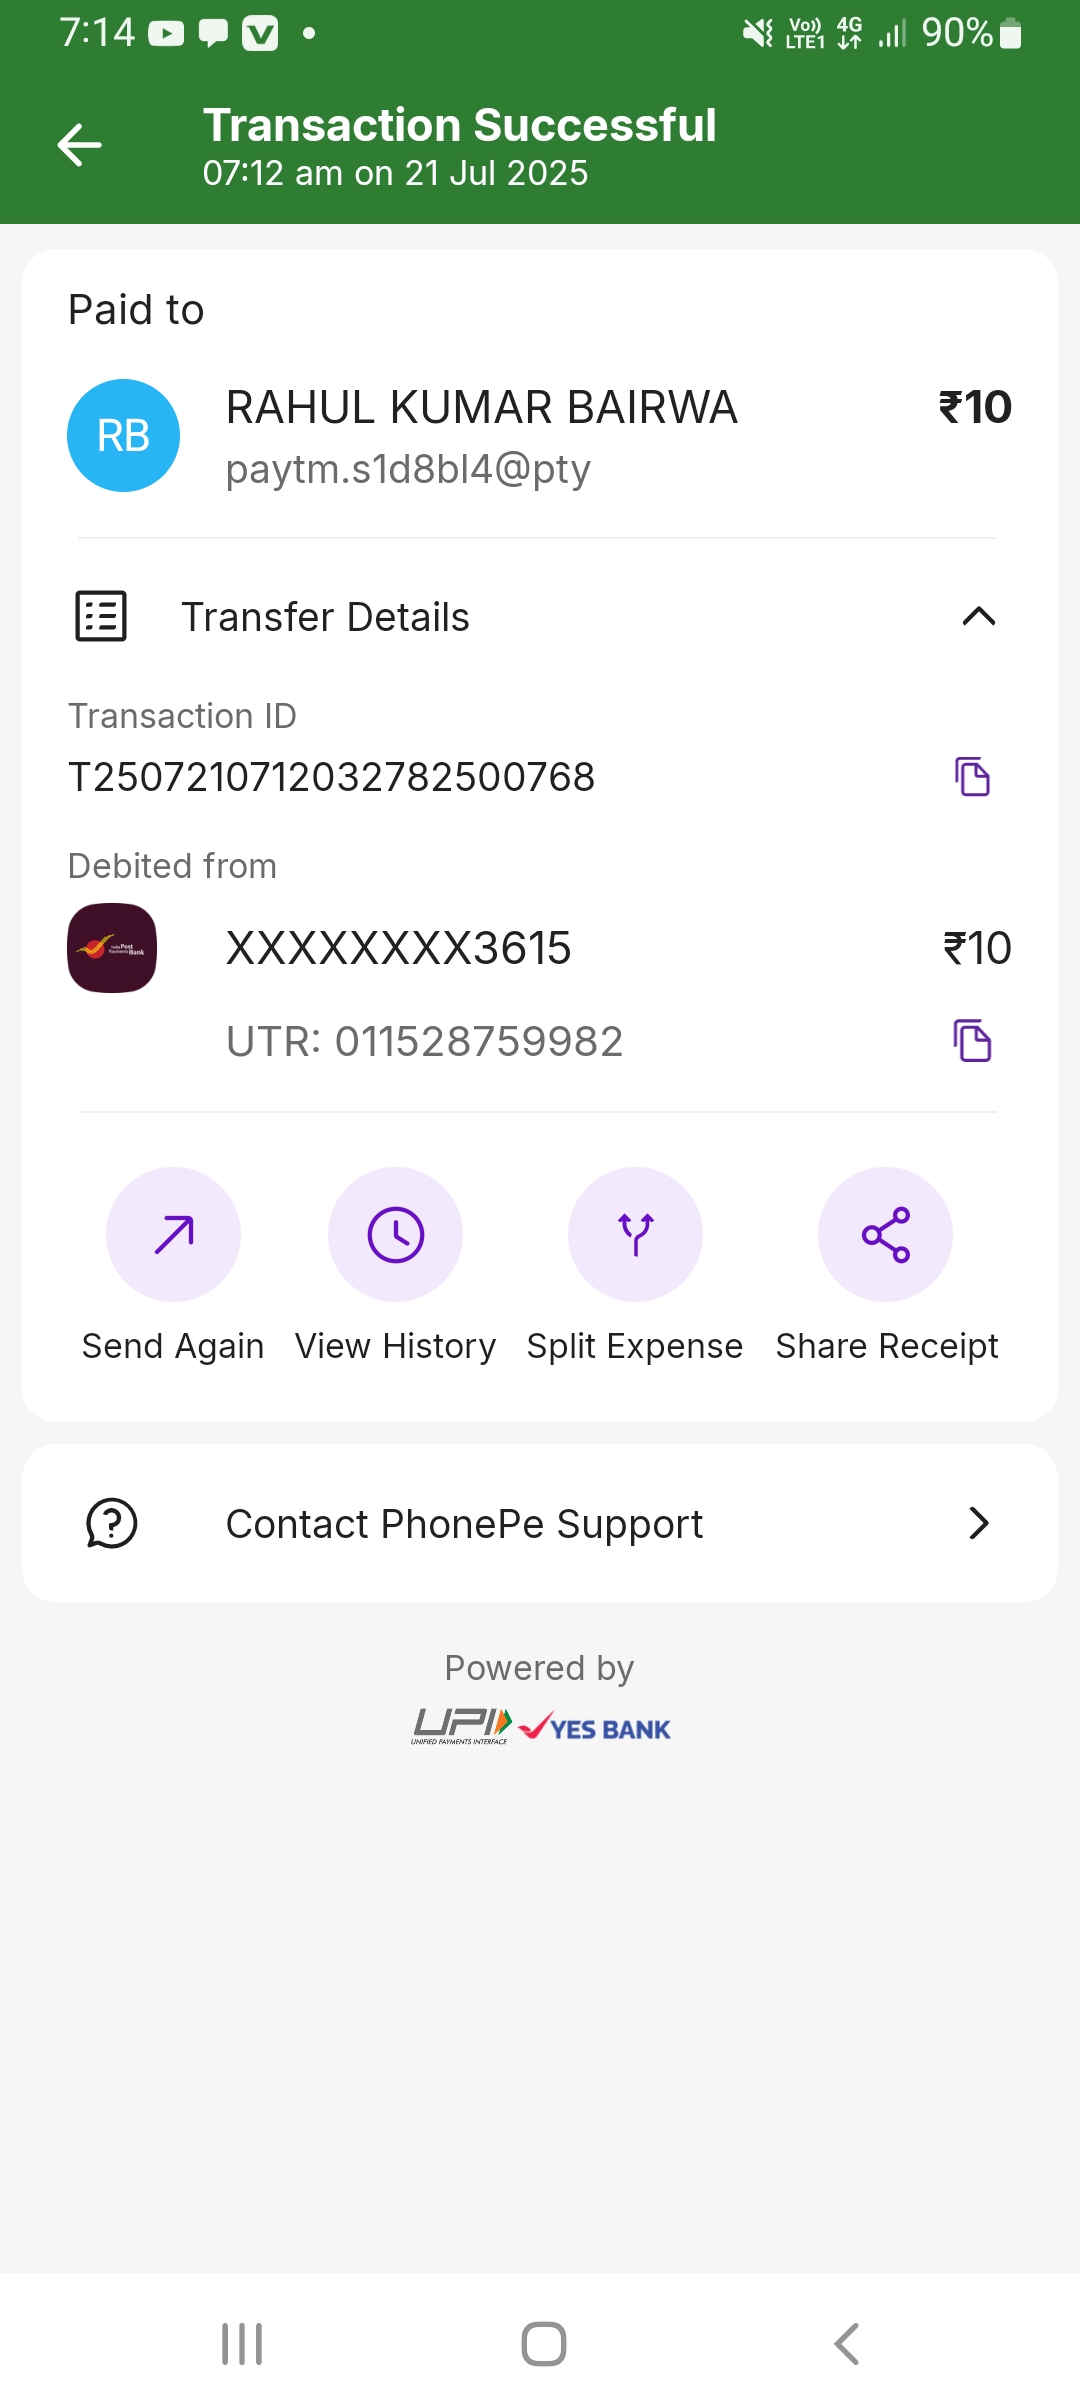 7:14
Vo)) LTE1 4G 90%
Transaction Successful
07:12 am on 21 Jul 2025
Paid to
RB
RAHUL KUMAR BAIRWA ₹10
paytm.s1d8bl4@pty
Transfer Details
Transaction ID
T2507210712032782500768
Debited from
India Post
Payments Bank
XXXXXXXX3615 ₹10
UTR: 011528759982
Send Again View History Split Expense Share Receipt
Contact PhonePe Support
Powered by
UPI YES BANK
UNIFIED PAYMENTS INTERFACE